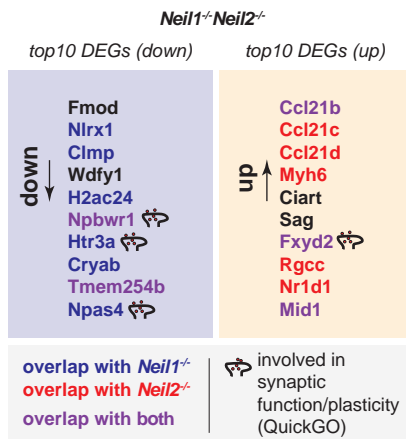 Neil1-/-Neil2-/-
top10 DEGs (down)
top10 DEGs (up)
down
Fmod
Nlrx1
Clmp
Wdfy1
H2ac24
Npbwr1
Htr3a
Cryab
Tmem254b
Npas4
up
Ccl21b
Ccl21c
Ccl21d
Myh6
Ciart
Sag
Fxyd2
Rgcc
Nr1d1
Mid1
overlap with Neil1-/-
overlap with Neil2-/-
overlap with both
involved in
synaptic
function/plasticity
(QuickGO)